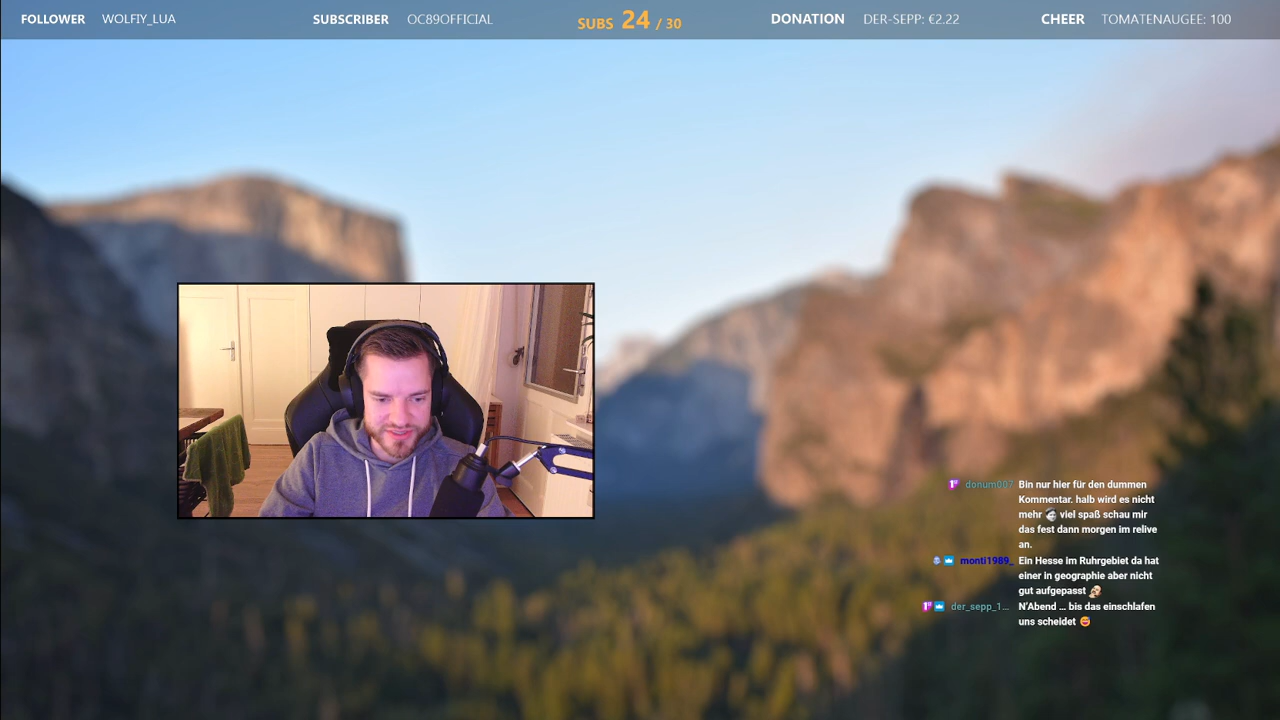 FOLLOWER WOLFIY_LUA SUBSCRIBER OC89OFFICIAL SUBS 24 / 30 DONATION DER-SEPP: €2.22 CHEER TOMATENAUGEE: 100
donum007 Bin nur hier für den dummen
Kommentar. halb wird es nicht
mehr viel spaß schau mir
das fest dann morgen im relive
an.
monti1989_ Ein Hesse im Ruhrgebiet da hat
einer in geographie aber nicht
gut aufgepasst
der_sepp_1... N'Abend ... bis das einschlafen
uns scheidet